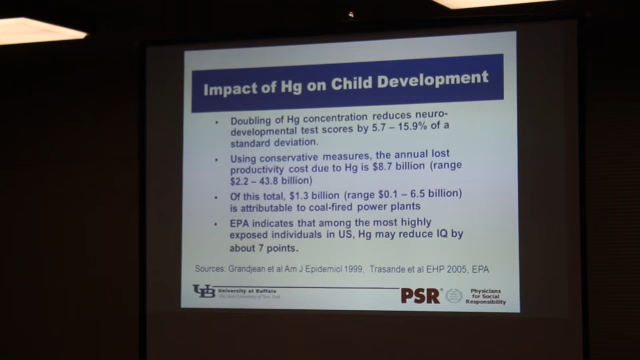 Impact of Hg on Child Development
• Doubling of Hg concentration reduces neuro-
developmental test scores by 5.7 – 15.9% of a
standard deviation.
• Using conservative measures, the annual lost
productivity cost due to Hg is $8.7 billion (range
$2.2 – 43.8 billion)
• Of this total, $1.3 billion (range $0.1 – 6.5 billion)
is attributable to coal-fired power plants
• EPA indicates that among the most highly
exposed individuals in US, Hg may reduce IQ by
about 7 points.
Sources: Grandjean et al Am J Epidemiol 1999, Trasande et al EHP 2005, EPA
UB University at Buffalo
The State University of New York
PSR Physicians
for Social
Responsibility